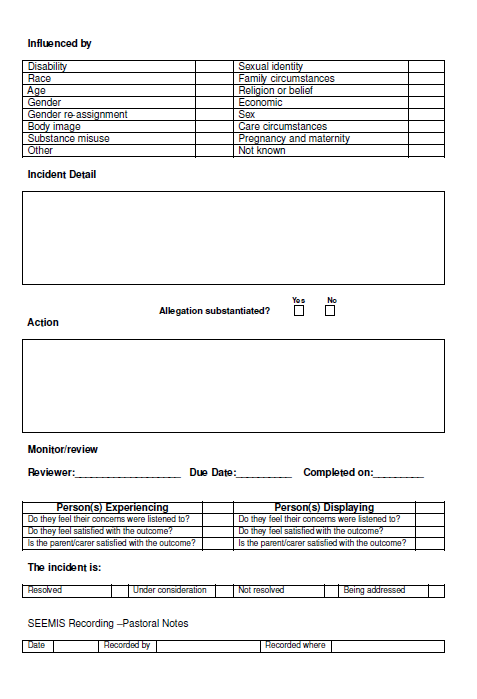 Influenced by
Disability Sexual identity
Race Family circumstances
Age Religion or belief
Gender Economic
Gender re-assignment Sex
Body image Care circumstances
Substance misuse Pregnancy and maternity
Other Not known
Incident Detail
Yes No
Allegation substantiated?
Action
Monitor/review
Reviewer:___________________ Due Date:__________ Completed on:_________
Person(s) Experiencing Person(s) Displaying
Do they feel their concerns were listened to? Do they feel their concerns were listened to?
Do they feel satisfied with the outcome? Do they feel satisfied with the outcome?
Is the parent/carer satisfied with the outcome? Is the parent/carer satisfied with the outcome?
The incident is:
Resolved Under consideration Not resolved Being addressed
SEEMIS Recording –Pastoral Notes
Date Recorded by Recorded where